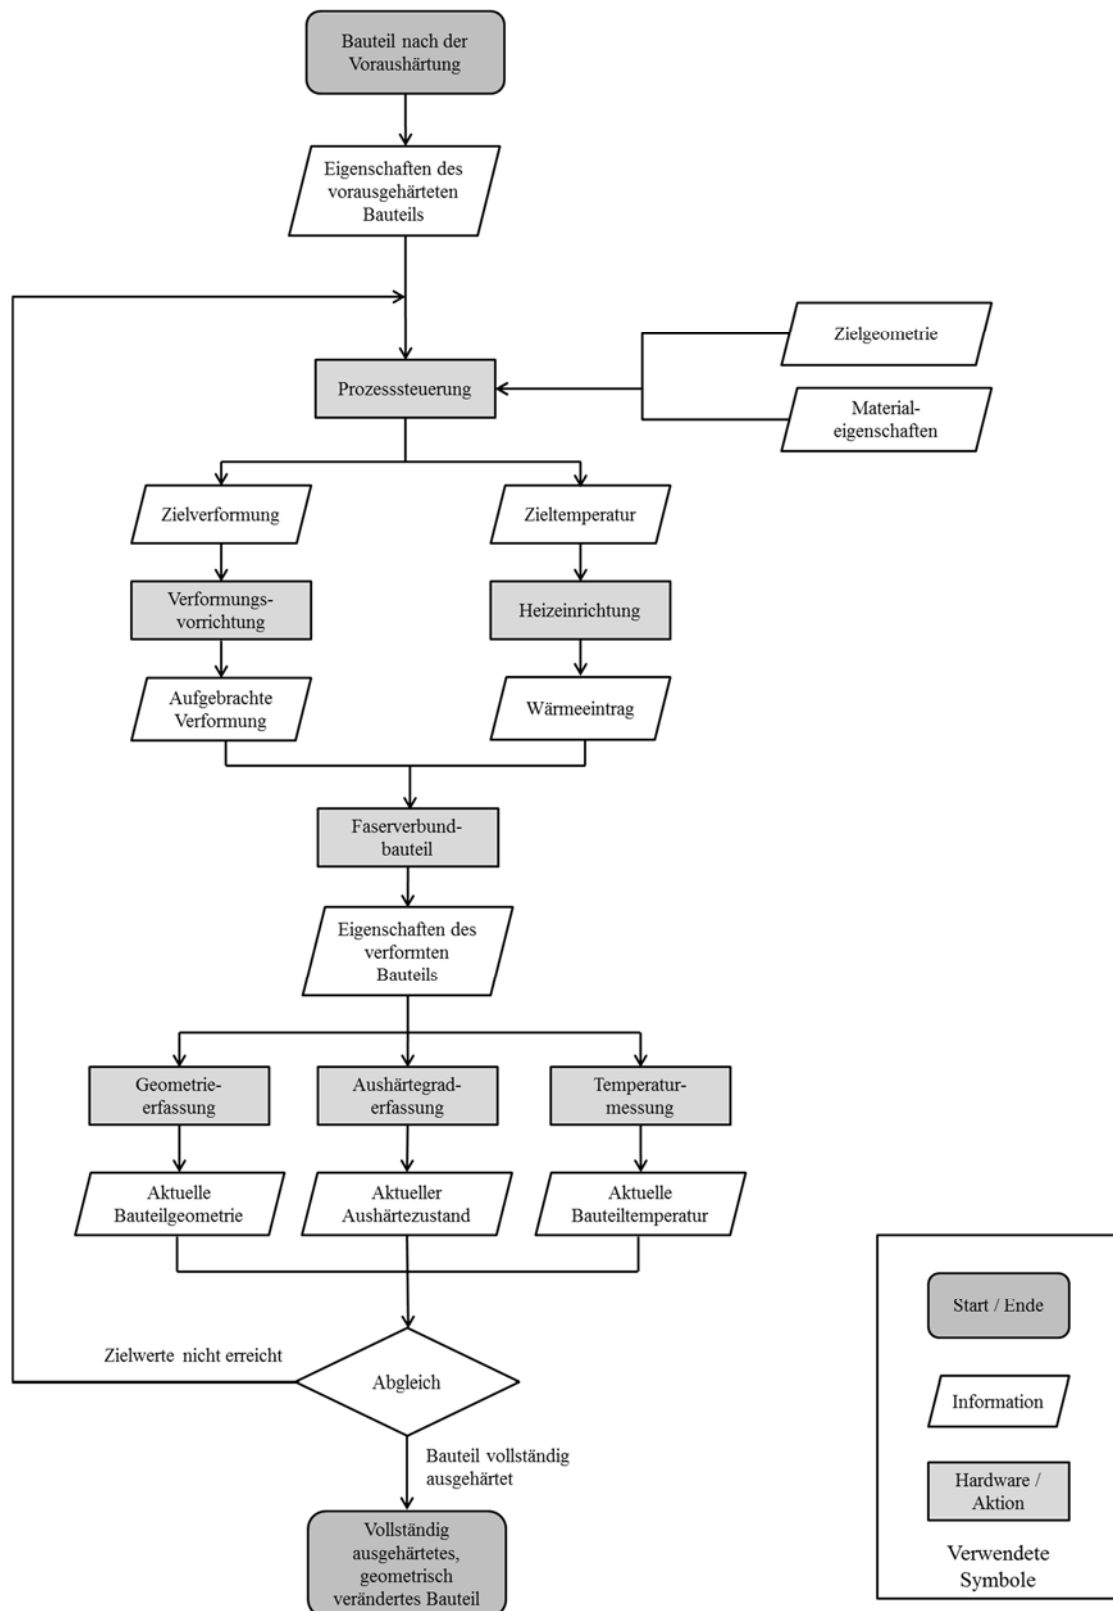 Bauteil nach der
Voraushärtung
Eigenschaften des
vorausgehärteten
Bauteils
Zielgeometrie
Prozesssteuerung
Material-
eigenschaften
Zielverformung
Zieltemperatur
Verformungs-
vorrichtung
Heizeinrichtung
Aufgebrachte
Verformung
Wärmeeintrag
Faserverbund-
bauteil
Eigenschaften des
verformten
Bauteils
Geometrie-
erfassung
Aushärtegrad-
erfassung
Temperatur-
messung
Aktuelle
Bauteilgeometrie
Aktueller
Aushärtezustand
Aktuelle
Bauteiltemperatur
Zielwerte nicht erreicht
Abgleich
Bauteil vollständig
ausgehärtet
Vollständig
ausgehärtetes,
geometrisch
verändertes Bauteil
Start / Ende
Information
Hardware /
Aktion
Verwendete
Symbole